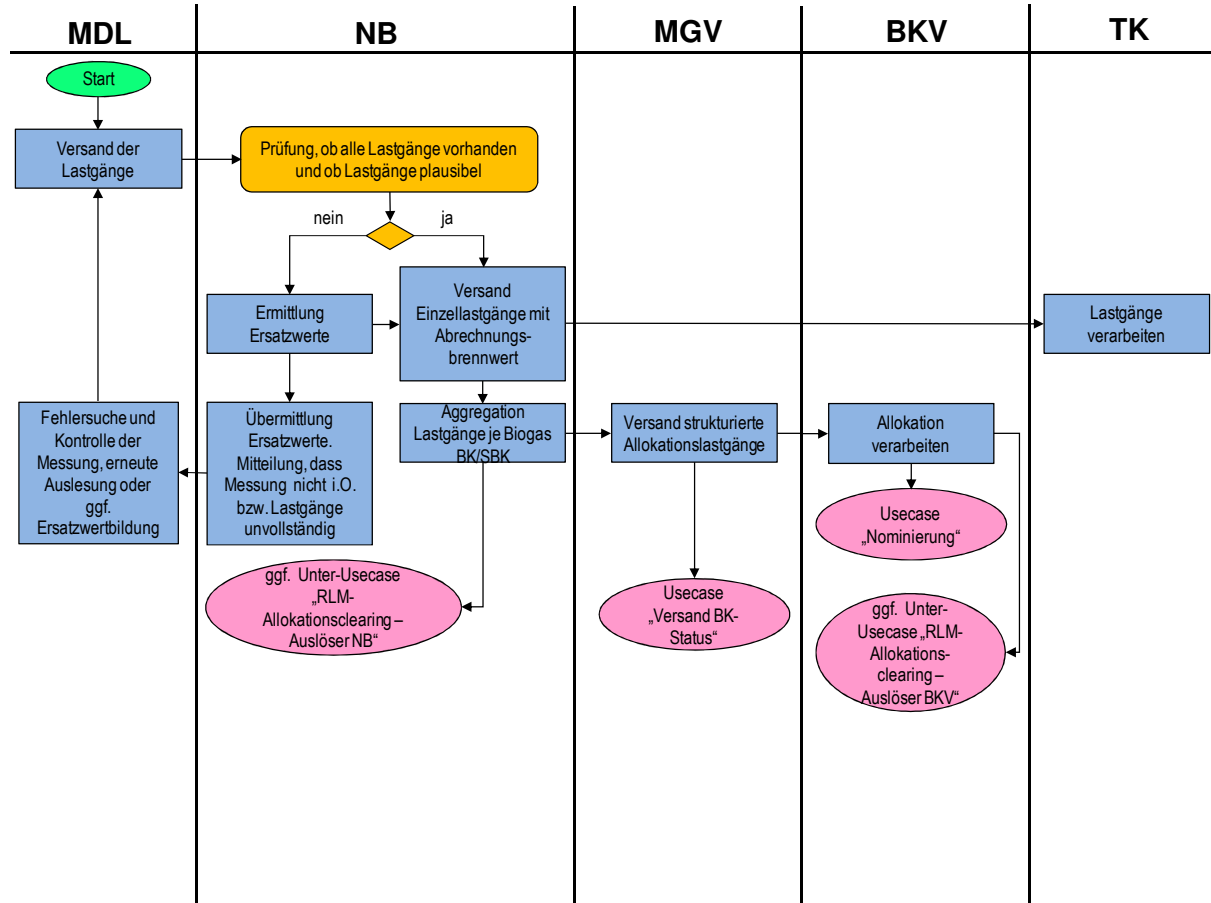 MDL
NB
MGV
BKV
TK
Start
Versand der
Lastgänge
Prüfung, ob alle Lastgänge vorhanden
und ob Lastgänge plausibel
nein
ja
Ermittlung
Ersatzwerte
Versand
Einzellastgänge mit
Abrechnungs-
brennwert
Lastgänge
verarbeiten
Fehlersuche und
Kontrolle der
Messung, erneute
Auslesung oder
ggf.
Ersatzwertbildung
Übermittlung
Ersatzwerte.
Mitteilung, dass
Messung nicht i.O.
bzw. Lastgänge
unvollständig
Aggregation
Lastgänge je Biogas
BK/SBK
Versand strukturierte
Allokationslastgänge
Allokation
verarbeiten
Usecase
„Nominierung“
ggf. Unter-Usecase
„RLM-
Allokationsclearing –
Auslöser NB“
Usecase
„Versand BK-
Status“
ggf. Unter-
Usecase „RLM-
Allokations-
clearing –
Auslöser BKV“